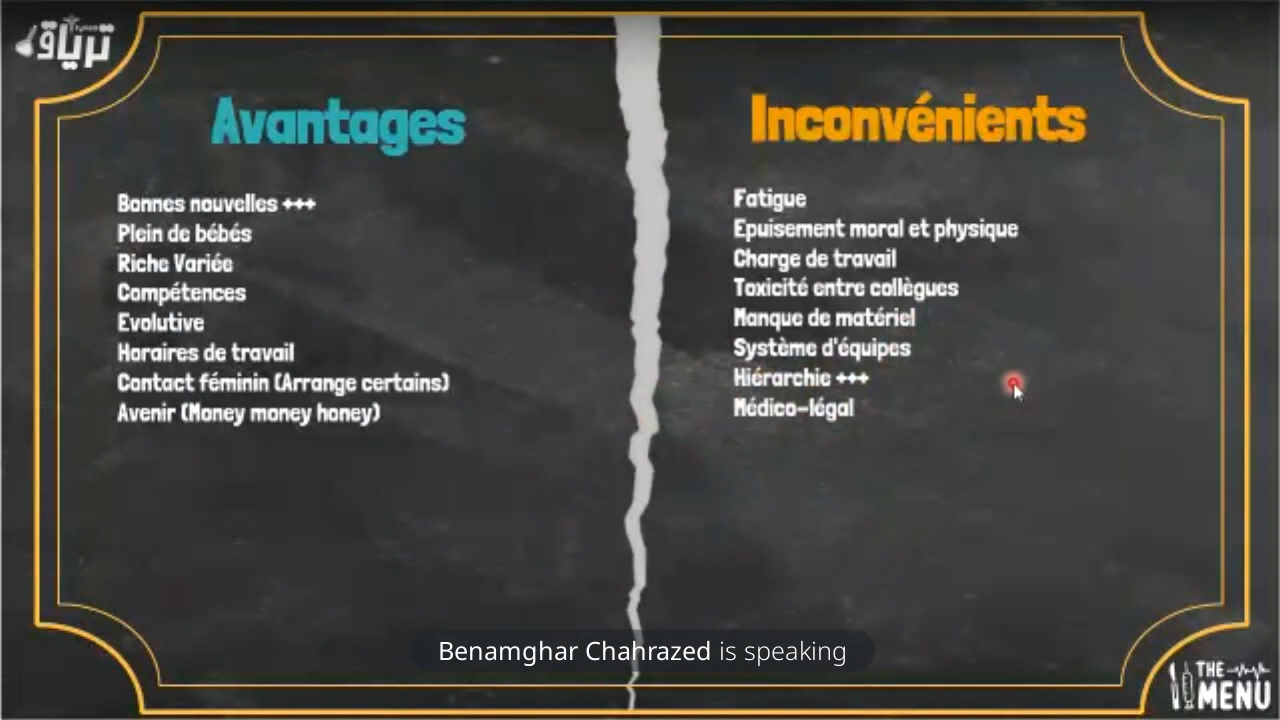 ترياق
Avantages
Bonnes nouvelles +++
Plein de bébés
Riche Variée
Compétences
Evolutive
Horaires de travail
Contact féminin (Arrange certains)
Avenir (Money money honey)
Inconvénients
Fatigue
Epuisement moral et physique
Charge de travail
Toxicité entre collègues
Manque de matériel
Système d'équipes
Hiérarchie +++
Médico-légal
Benamghar Chahrazed is speaking
THE
MENU